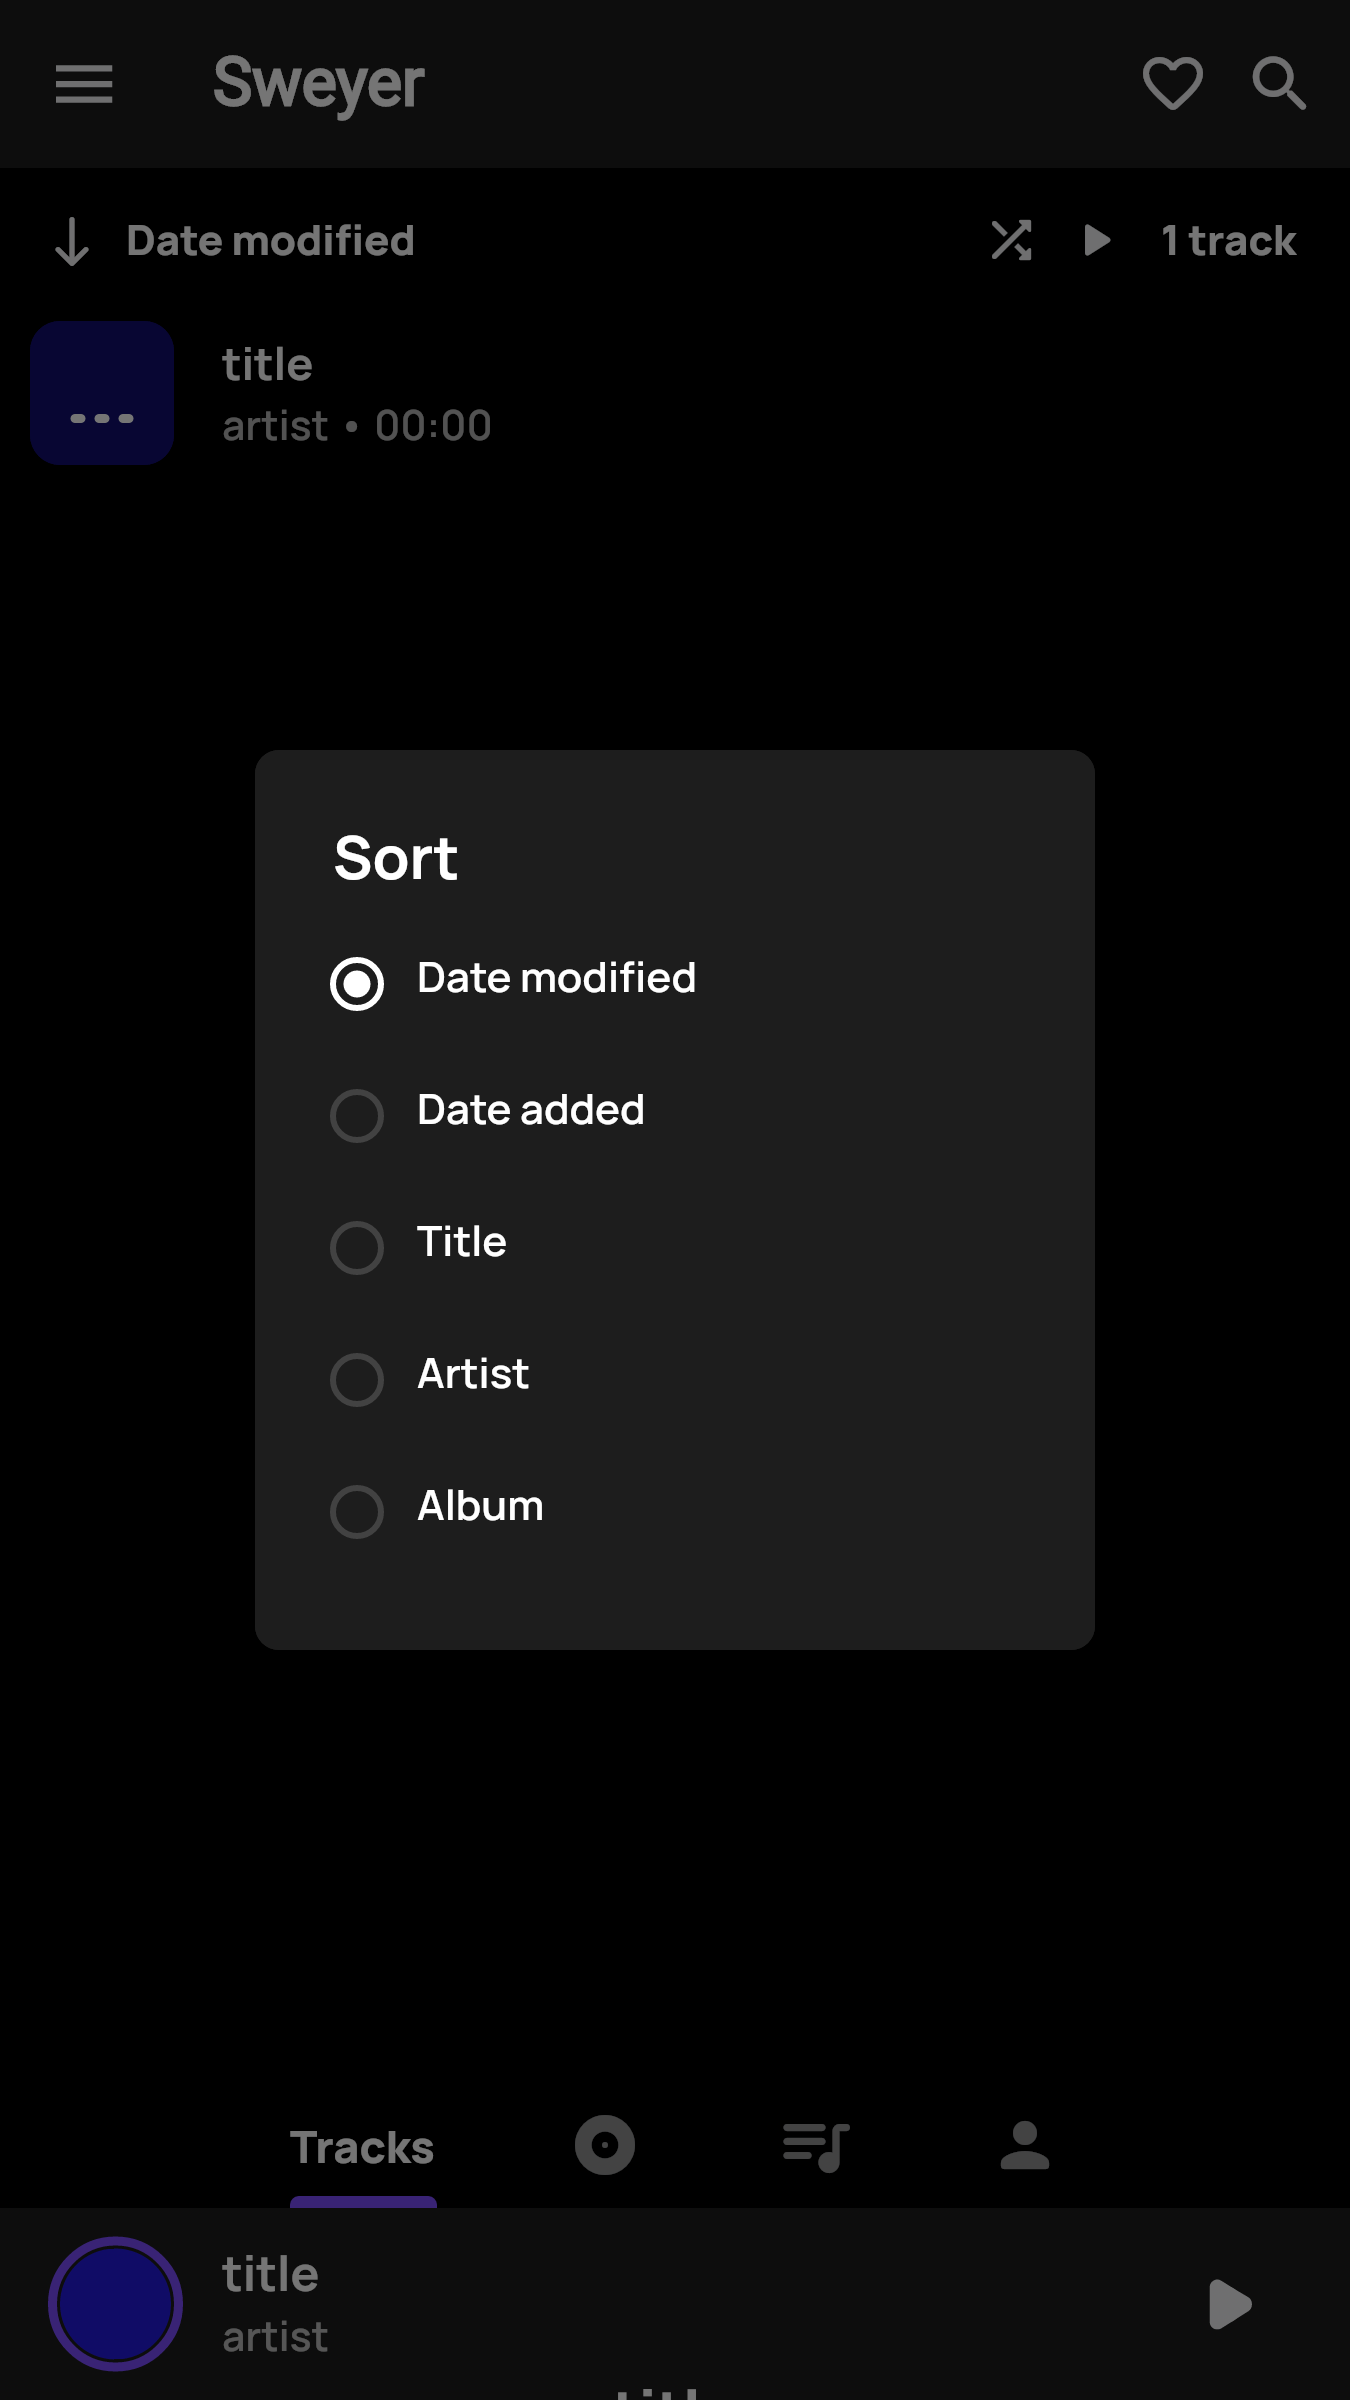 Sweyer
Date modified
1 track
title
artist • 00:00
Sort
Date modified
Date added
Title
Artist
Album
Tracks
title
artist